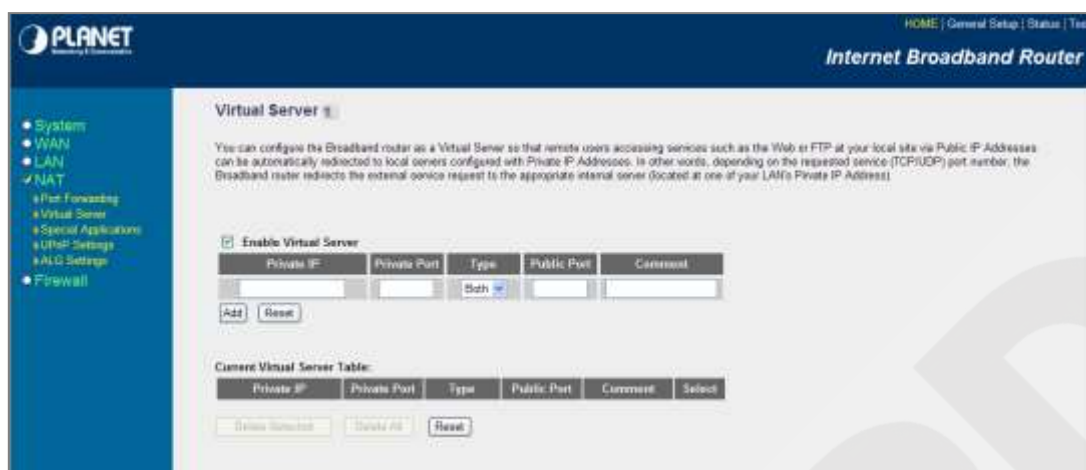 PLANET
Networking & Communication
HOME | General Setup | Status |
Internet Broadband Router
System
WAN
LAN
NAT
Port Forwarding
Virtual Server
Special Applications
UPnP Settings
ALG Settings
Firewall
Virtual Server
You can configure the Broadband router as a Virtual Server so that remote users accessing services such as the Web or FTP at your local site via Public IP Addresses
can be automatically redirected to local servers configured with Private IP Addresses. In other words, depending on the requested service (TCP/UDP) port number, the
Broadband router redirects the external service request to the appropriate internal server (located at one of your LAN's Private IP Address).
Enable Virtual Server
Private IP Private Port Type Public Port Comment
Both
Add Reset
Current Virtual Server Table:
Private IP Private Port Type Public Port Comment Select
Delete Selected Delete All Reset